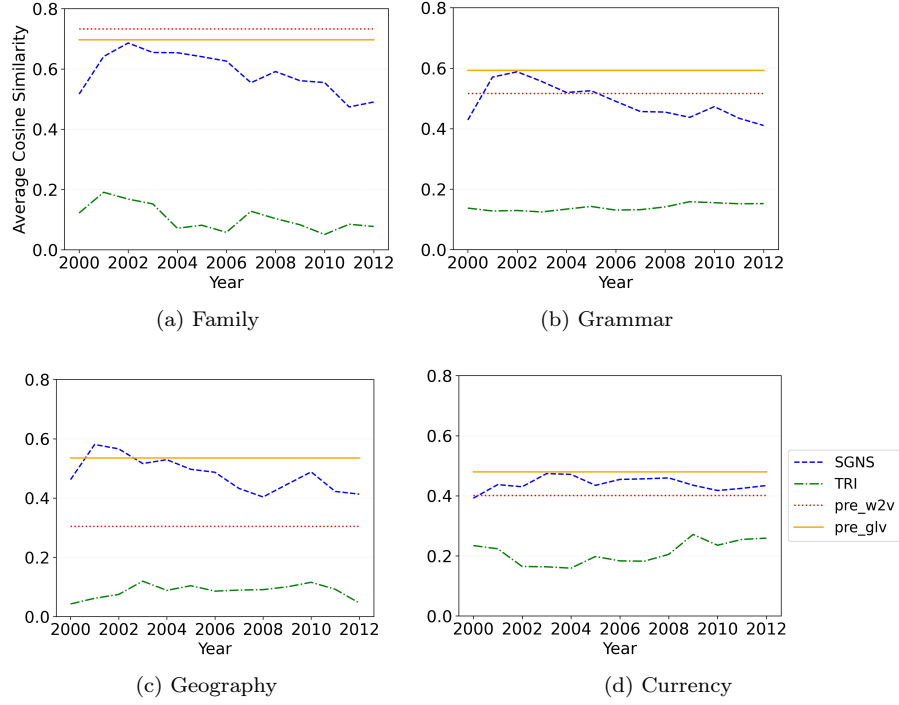 0.8
0.6
0.4
0.2
0.0
Average Cosine Similarity
2000 2002 2004 2006 2008 2010 2012
Year
(a) Family
0.8
0.6
0.4
0.2
0.0
2000 2002 2004 2006 2008 2010 2012
Year
(b) Grammar
0.8
0.6
0.4
0.2
0.0
2000 2002 2004 2006 2008 2010 2012
Year
(c) Geography
0.8
0.6
0.4
0.2
0.0
2000 2002 2004 2006 2008 2010 2012
Year
(d) Currency
SGNS
TRI
pre_w2v
pre_glv